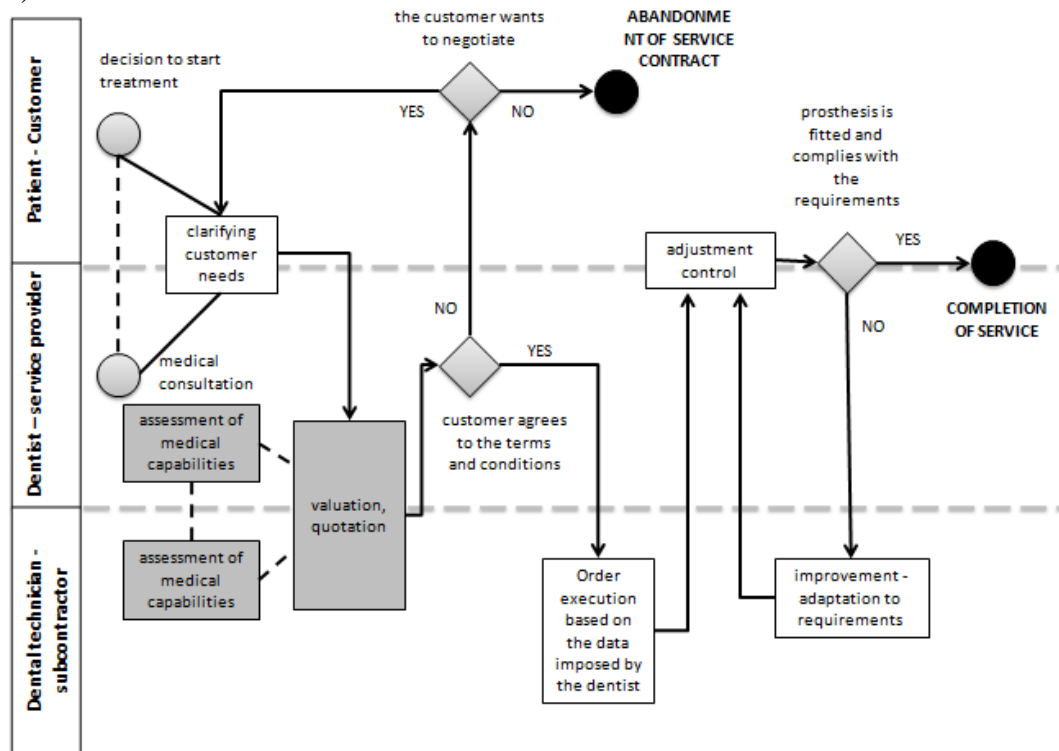 )
Patient - Customer
Dentist – service provider
Dental technician -
subcontractor
decision to start
treatment
the customer wants
to negotiate
YES
NO
ABANDONME
NT OF SERVICE
CONTRACT
clarifying
customer
needs
medical
consultation
assessment of
medical
capabilities
assessment of
medical
capabilities
valuation,
quotation
NO
YES
customer agrees
to the terms
and conditions
Order
execution
based on
the data
imposed by
the dentist
adjustment
control
prosthesis is
fitted and
complies with
the
requirements
YES
NO
COMPLETION
OF SERVICE
improvement -
adaptation to
requirements